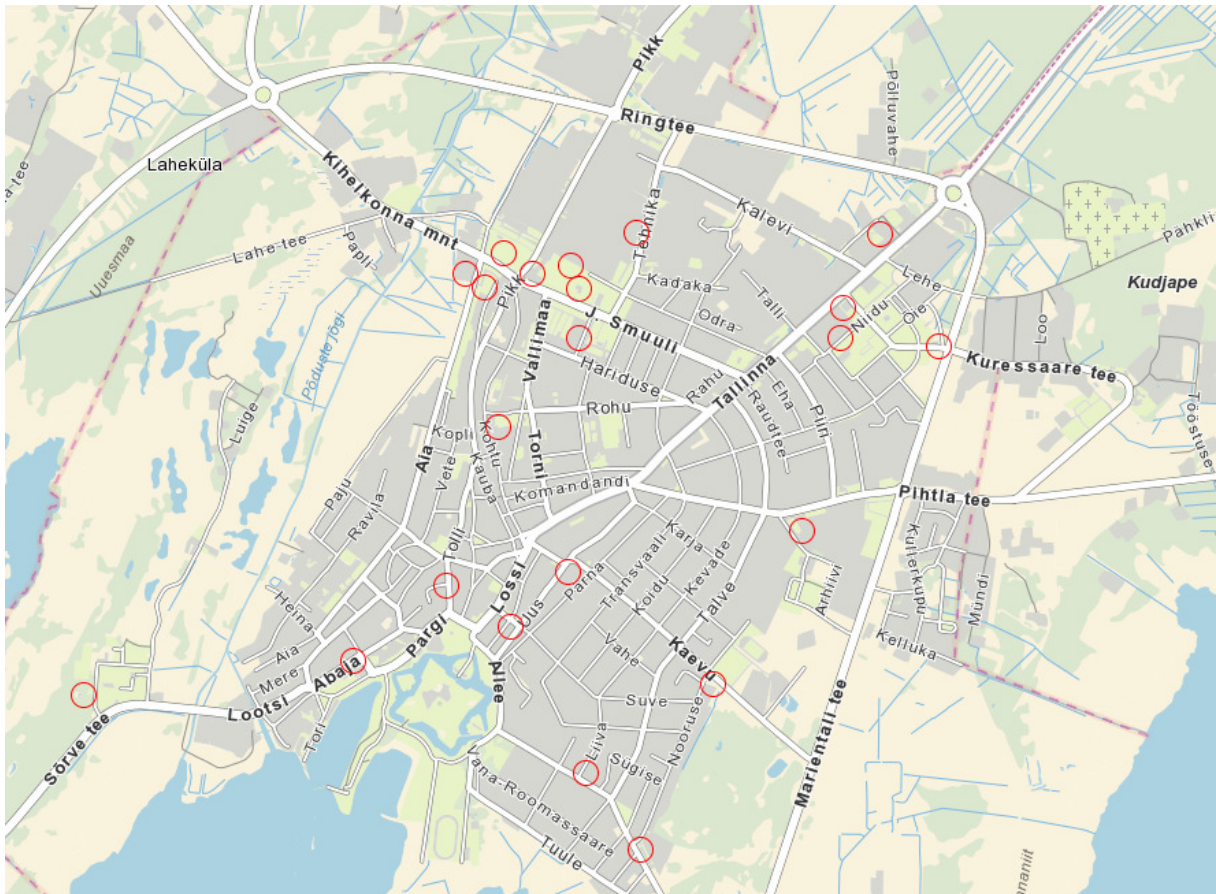 Pikk
Ringtee
Põlluvahe
Laheküla
Kihelkonna mnt
Tehnika
Kalevi
Pahkli
Lahe tee
Papli
Uuesmaa
Lehe
Kudjape
Pikk
Kadaka
Talli
Niidu
Õie
Loo
Põduste jõgi
Vallimaa
J. Smuuli
Odra
Kuressaare tee
Hariduse
Rahu
Tallinna
Eha
Piiri
Raudtee
Tööstuse
Luige
Rohu
Kopli
Kohtu
Aia
Vete
Kauba
Torni
Komandandi
Pihtla tee
Paju
Ravila
Tolli
Lossi
Karja
Kevade
Transvaali
Kullerkupu
Mündi
Heina
Pargi
Uus
Pärna
Koidu
Talve
Arhiivi
Kelluka
Aia
Mere
Abaja
Allee
Vahe
Kaevu
Lootsi
Tori
Suve
Nooruse
Marientali tee
Sõrve tee
Liiva
Sügise
Vana-Roomassaare
Tuule